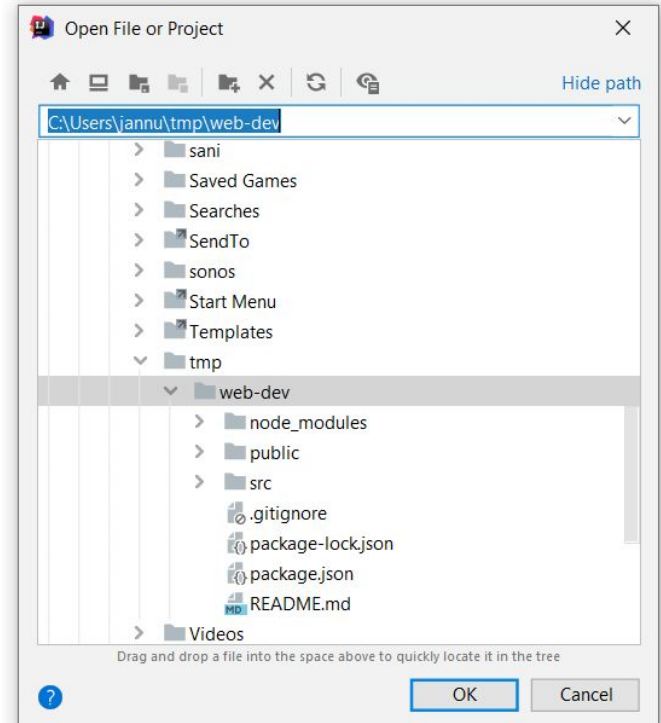 Open File or Project
Hide path
C:\Users\jannu\tmp\web-dev
sani
Saved Games
Searches
SendTo
sonos
Start Menu
Templates
tmp
web-dev
node_modules
public
src
.gitignore
package-lock.json
package.json
MD README.md
Videos
Drag and drop a file into the space above to quickly locate it in the tree
? OK Cancel